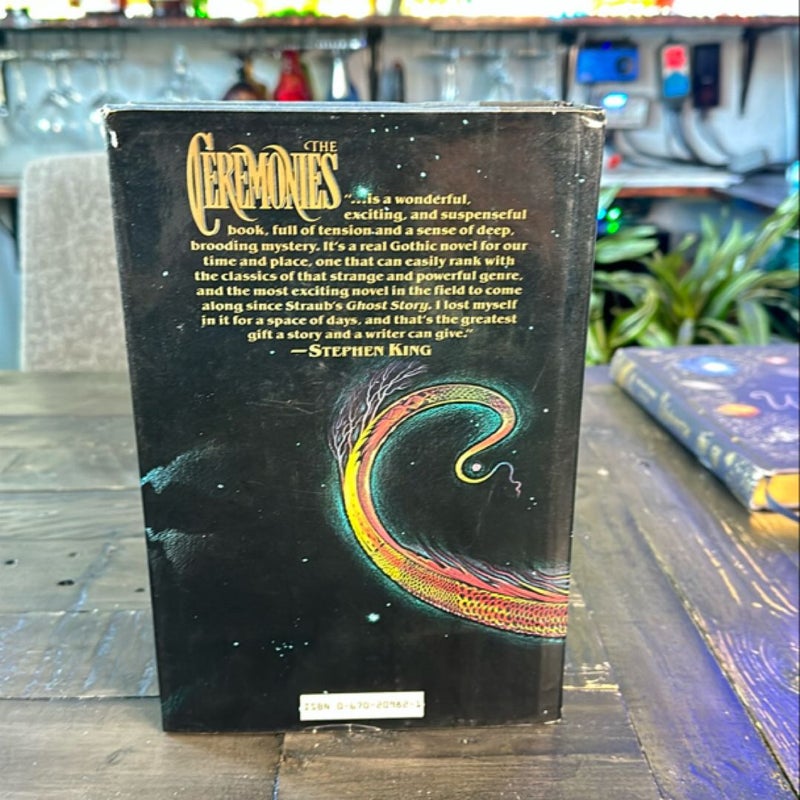 THE
CEREMONIES
"...is a wonderful,
exciting, and suspenseful
book, full of tension and a sense of deep,
brooding mystery. It's a real Gothic novel for our
time and place, one that can easily rank with
the classics of that strange and powerful genre,
and the most exciting novel in the field to come
along since Straub's Ghost Story. I lost myself
in it for a space of days, and that's the greatest
gift a story and a writer can give."
—STEPHEN KING
ISBN 0-670-20982-1